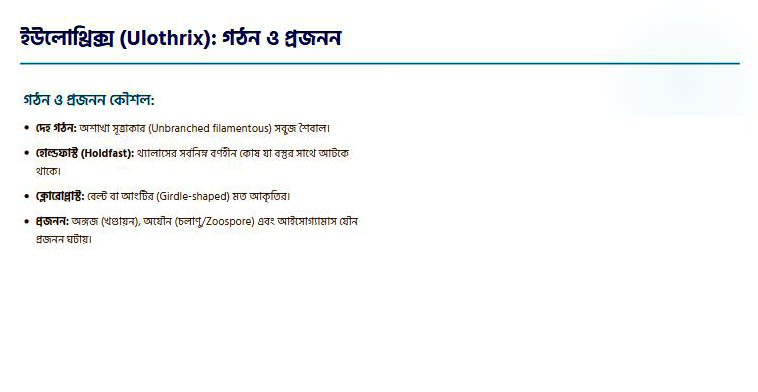 ইউলোথ্রিক্স (Ulothrix): গঠন ও প্রজনন
গঠন ও প্রজনন কৌশল:
• দেহ গঠন: অশাখা সূত্রাকার (Unbranched filamentous) সবুজ শৈবাল।
• হোল্ডফাস্ট (Holdfast): থ্যালাসের সর্বনিম্ন বর্ণহীন কোষ যা বস্তুর সাথে আটকে
থাকে।
• ক্লোরোপ্লাস্ট: বেল্ট বা আংটির (Girdle-shaped) মত আকৃতির।
• প্রজনন: অঙ্গজ (খণ্ডায়ন), অযৌন (চলাণু/Zoospore) এবং আইসোগ্যামাস যৌন
প্রজনন ঘটায়।